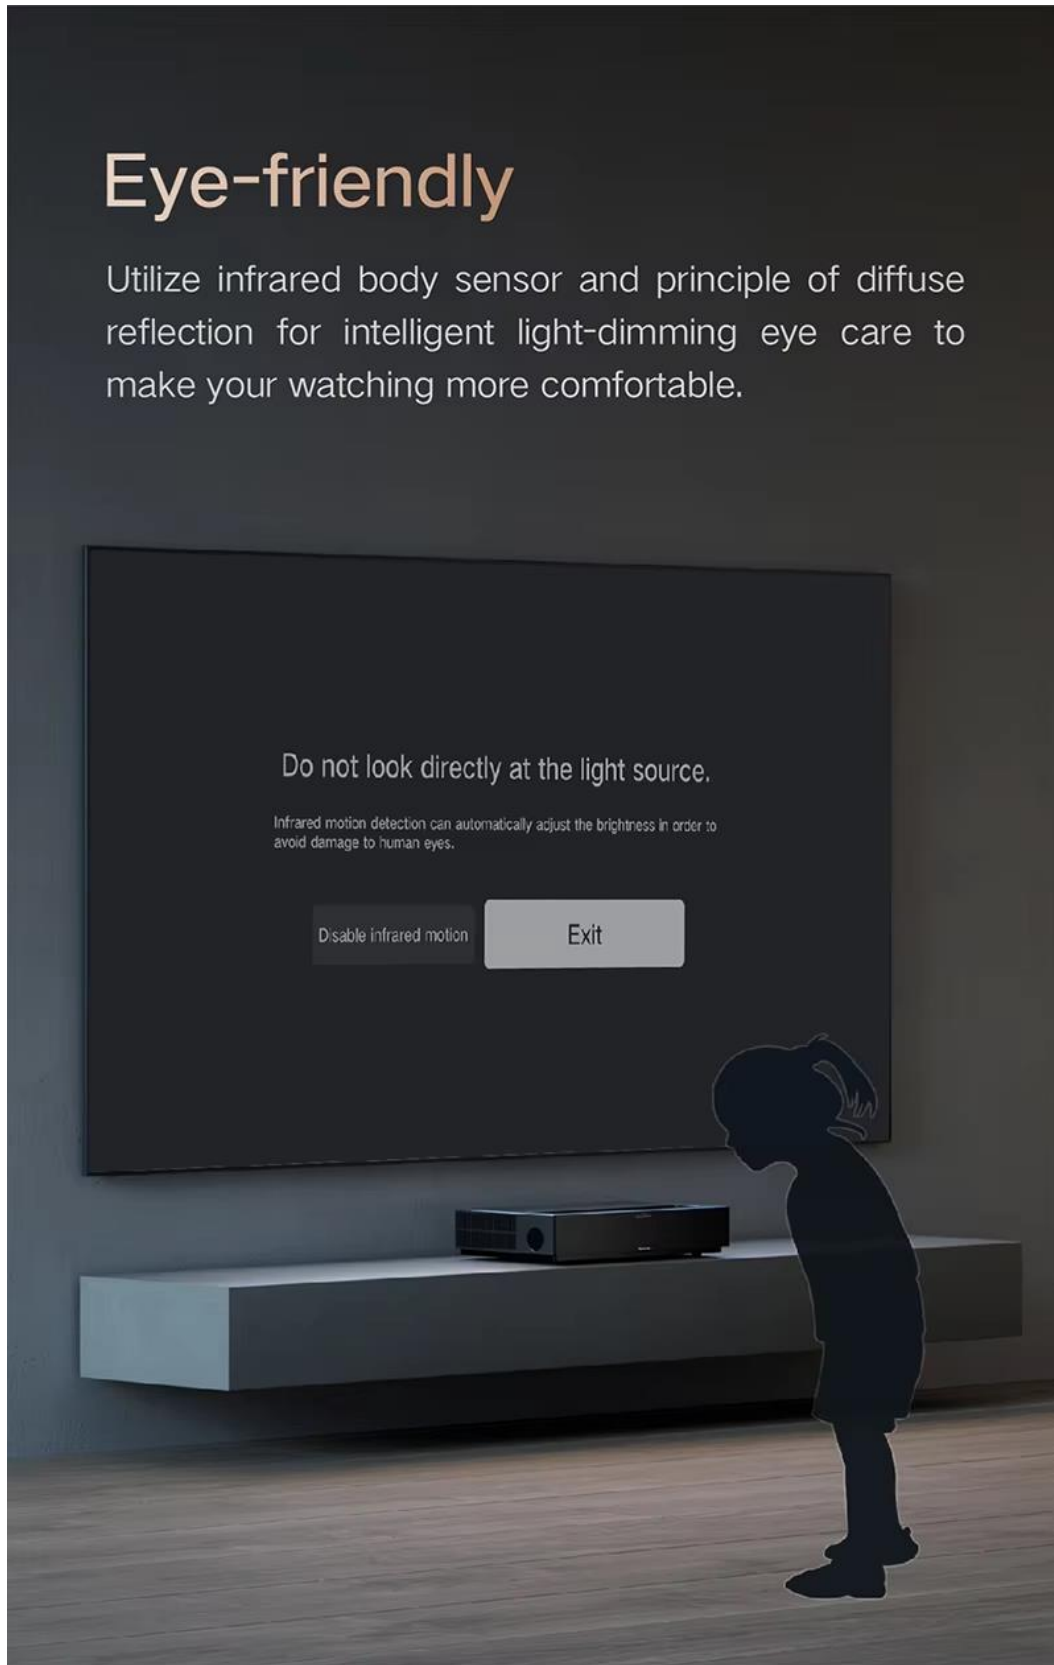 Eye-friendly
Utilize infrared body sensor and principle of diffuse
reflection for intelligent light-dimming eye care to
make your watching more comfortable.
Do not look directly at the light source.
Infrared motion detection can automatically adjust the brightness in order to
avoid damage to human eyes.
Disable infrared motion
Exit